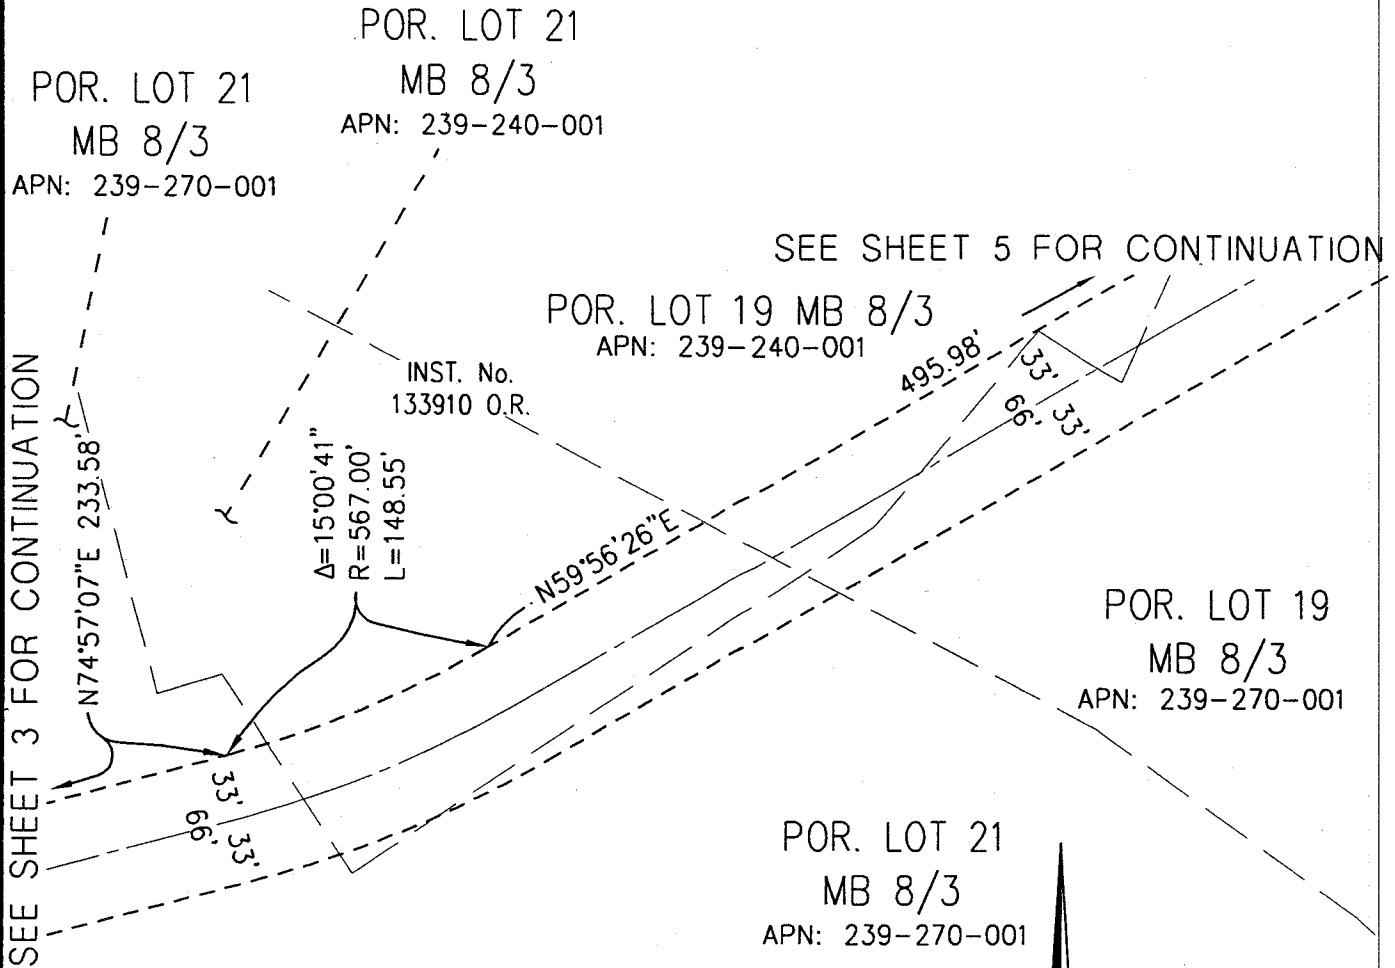 POR. LOT 21
MB 8/3
APN: 239-240-001
POR. LOT 21
MB 8/3
APN: 239-270-001
SEE SHEET 5 FOR CONTINUATION
POR. LOT 19 MB 8/3
APN: 239-240-001
INST. No.
133910 O.R.
495.98'
33'
66'
33'
SEE SHEET 3 FOR CONTINUATION
N74°57'07"E 233.58'
Δ=15°00'41"
R=567.00'
L=148.55'
N59°56'26"E
POR. LOT 19
MB 8/3
APN: 239-270-001
33'
66'
33'
POR. LOT 21
MB 8/3
APN: 239-270-001